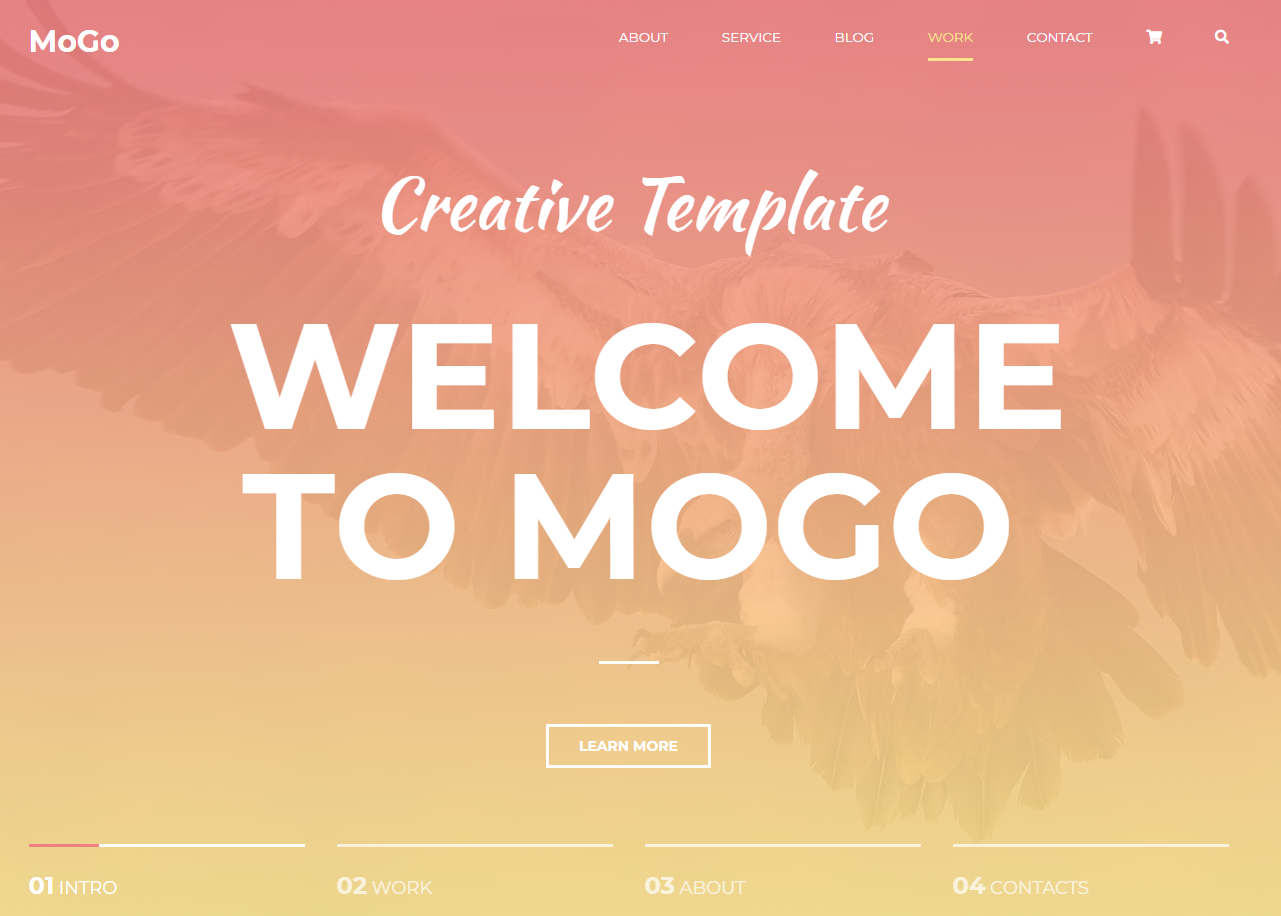 MoGo
ABOUT SERVICE BLOG WORK CONTACT
Creative Template
WELCOME
TO MOGO
LEARN MORE
01 INTRO
02 WORK
03 ABOUT
04 CONTACTS